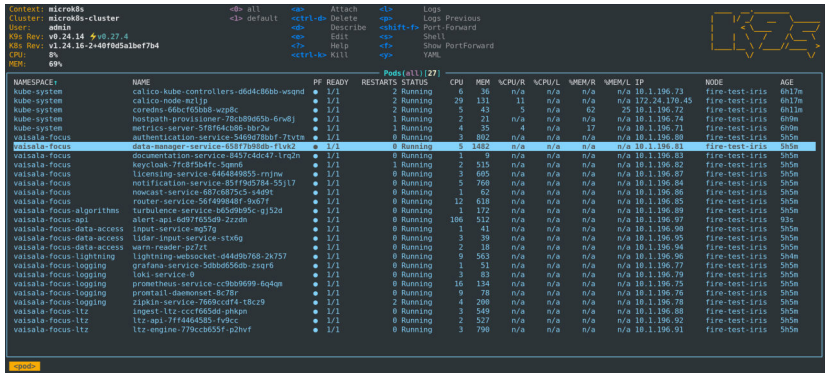 Context: microk8s <0> all <a> Attach <l> Logs
Cluster: microk8s-cluster <1> default <ctrl-d> Delete <p> Logs Previous
User: admin <d> Describe <shift-f> Port-Forward
K9s Rev: v0.24.14 ⚡v0.27.4 <e> Edit <s> Shell
K8s Rev: v1.24.16-2+40f0d5a1bef7b4 <?> Help <f> Show PortForward
CPU: 8% <ctrl-k> Kill <y> YAML
MEM: 69%
Pods(all)[27]
NAMESPACE↑ NAME PF READY RESTARTS STATUS CPU MEM %CPU/R %CPU/L %MEM/R %MEM/L IP NODE AGE
kube-system calico-kube-controllers-d6d4c86bb-wsqnd ● 1/1 2 Running 6 36 n/a n/a n/a n/a 10.1.196.73 fire-test-iris 6h17m
kube-system calico-node-mzljp ● 1/1 2 Running 29 131 11 n/a n/a n/a 172.24.170.45 fire-test-iris 6h17m
kube-system coredns-66bcf65bb8-wzp8c ● 1/1 2 Running 5 43 5 n/a 62 25 10.1.196.72 fire-test-iris 6h17m
kube-system hostpath-provisioner-78cb89d65b-6rw8j ● 1/1 1 Running 2 21 n/a n/a n/a n/a 10.1.196.74 fire-test-iris 6h9m
kube-system metrics-server-5f8f64cb86-bbr2w ● 1/1 1 Running 4 35 4 n/a 17 n/a 10.1.196.71 fire-test-iris 6h9m
vaisala-focus authentication-service-5469d78bbf-7tvtm ● 1/1 0 Running 3 802 n/a n/a n/a n/a 10.1.196.80 fire-test-iris 5h5m
vaisala-focus data-manager-service-658f7b98db-flvk2 ● 1/1 0 Running 5 1482 n/a n/a n/a n/a 10.1.196.81 fire-test-iris 5h5m
vaisala-focus documentation-service-8457c4dc47-lrq2n ● 1/1 0 Running 1 9 n/a n/a n/a n/a 10.1.196.83 fire-test-iris 5h5m
vaisala-focus keycloak-7fc8f5b4fc-5qmn6 ● 1/1 1 Running 2 515 n/a n/a n/a n/a 10.1.196.82 fire-test-iris 5h5m
vaisala-focus licensing-service-6464849855-rnjnw ● 1/1 0 Running 3 605 n/a n/a n/a n/a 10.1.196.87 fire-test-iris 5h5m
vaisala-focus notification-service-85ff9d5784-55jl7 ● 1/1 0 Running 5 760 n/a n/a n/a n/a 10.1.196.84 fire-test-iris 5h5m
vaisala-focus nowcast-service-687c6875c5-s4d9t ● 1/1 0 Running 1 62 n/a n/a n/a n/a 10.1.196.86 fire-test-iris 5h5m
vaisala-focus router-service-56f499848f-9x67f ● 1/1 0 Running 12 618 n/a n/a n/a n/a 10.1.196.85 fire-test-iris 5h5m
vaisala-focus-algorithms turbulence-service-b65d9b95c-gj52d ● 1/1 0 Running 1 172 n/a n/a n/a n/a 10.1.196.89 fire-test-iris 5h5m
vaisala-focus-api alert-api-6d97f655d9-2zzdn ● 1/1 0 Running 106 512 n/a n/a n/a n/a 10.1.196.97 fire-test-iris 93s
vaisala-focus-data-access input-service-mg57g ● 1/1 0 Running 1 41 n/a n/a n/a n/a 10.1.196.90 fire-test-iris 5h5m
vaisala-focus-data-access lidar-input-service-stx6g ● 1/1 0 Running 3 39 n/a n/a n/a n/a 10.1.196.95 fire-test-iris 5h5m
vaisala-focus-data-access warn-reader-pz7zt ● 1/1 0 Running 2 18 n/a n/a n/a n/a 10.1.196.94 fire-test-iris 5h5m
vaisala-focus-lightning lightning-websocket-d44d9b768-2k757 ● 1/1 0 Running 9 563 n/a n/a n/a n/a 10.1.196.96 fire-test-iris 5h4m
vaisala-focus-logging grafana-service-5dbbd656db-zsqr6 ● 1/1 0 Running 1 51 n/a n/a n/a n/a 10.1.196.77 fire-test-iris 5h5m
vaisala-focus-logging loki-service-0 ● 1/1 0 Running 3 83 n/a n/a n/a n/a 10.1.196.79 fire-test-iris 5h5m
vaisala-focus-logging prometheus-service-cc9bb9699-6q4qm ● 1/1 0 Running 16 134 n/a n/a n/a n/a 10.1.196.75 fire-test-iris 5h5m
vaisala-focus-logging promtail-daemonset-8c78r ● 1/1 0 Running 9 78 n/a n/a n/a n/a 10.1.196.76 fire-test-iris 5h5m
vaisala-focus-logging zipkin-service-7669ccdf4-t8cz9 ● 1/1 2 Running 4 200 n/a n/a n/a n/a 10.1.196.78 fire-test-iris 5h5m
vaisala-focus-ltz ingest-ltz-cccf665dd-phkpn ● 1/1 0 Running 3 549 n/a n/a n/a n/a 10.1.196.88 fire-test-iris 5h5m
vaisala-focus-ltz ltz-api-7ff4464585-fv9cc ● 1/1 0 Running 2 527 n/a n/a n/a n/a 10.1.196.92 fire-test-iris 5h5m
vaisala-focus-ltz ltz-engine-779ccb655f-p2hvf ● 1/1 0 Running 3 790 n/a n/a n/a n/a 10.1.196.91 fire-test-iris 5h5m
<pod>